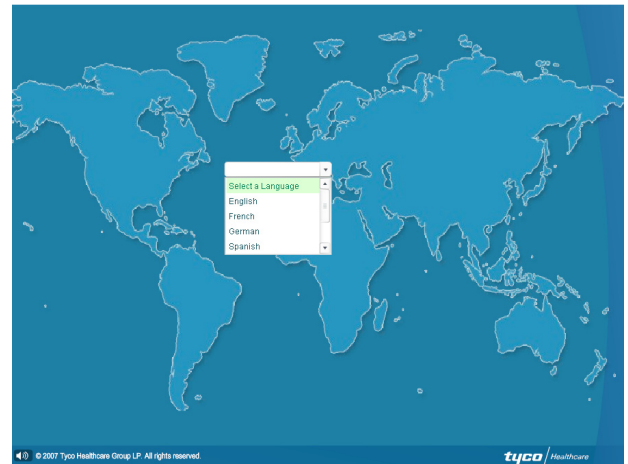 Select a Language
English
French
German
Spanish
© 2007 Tyco Healthcare Group LP. All rights reserved.
tyco / Healthcare